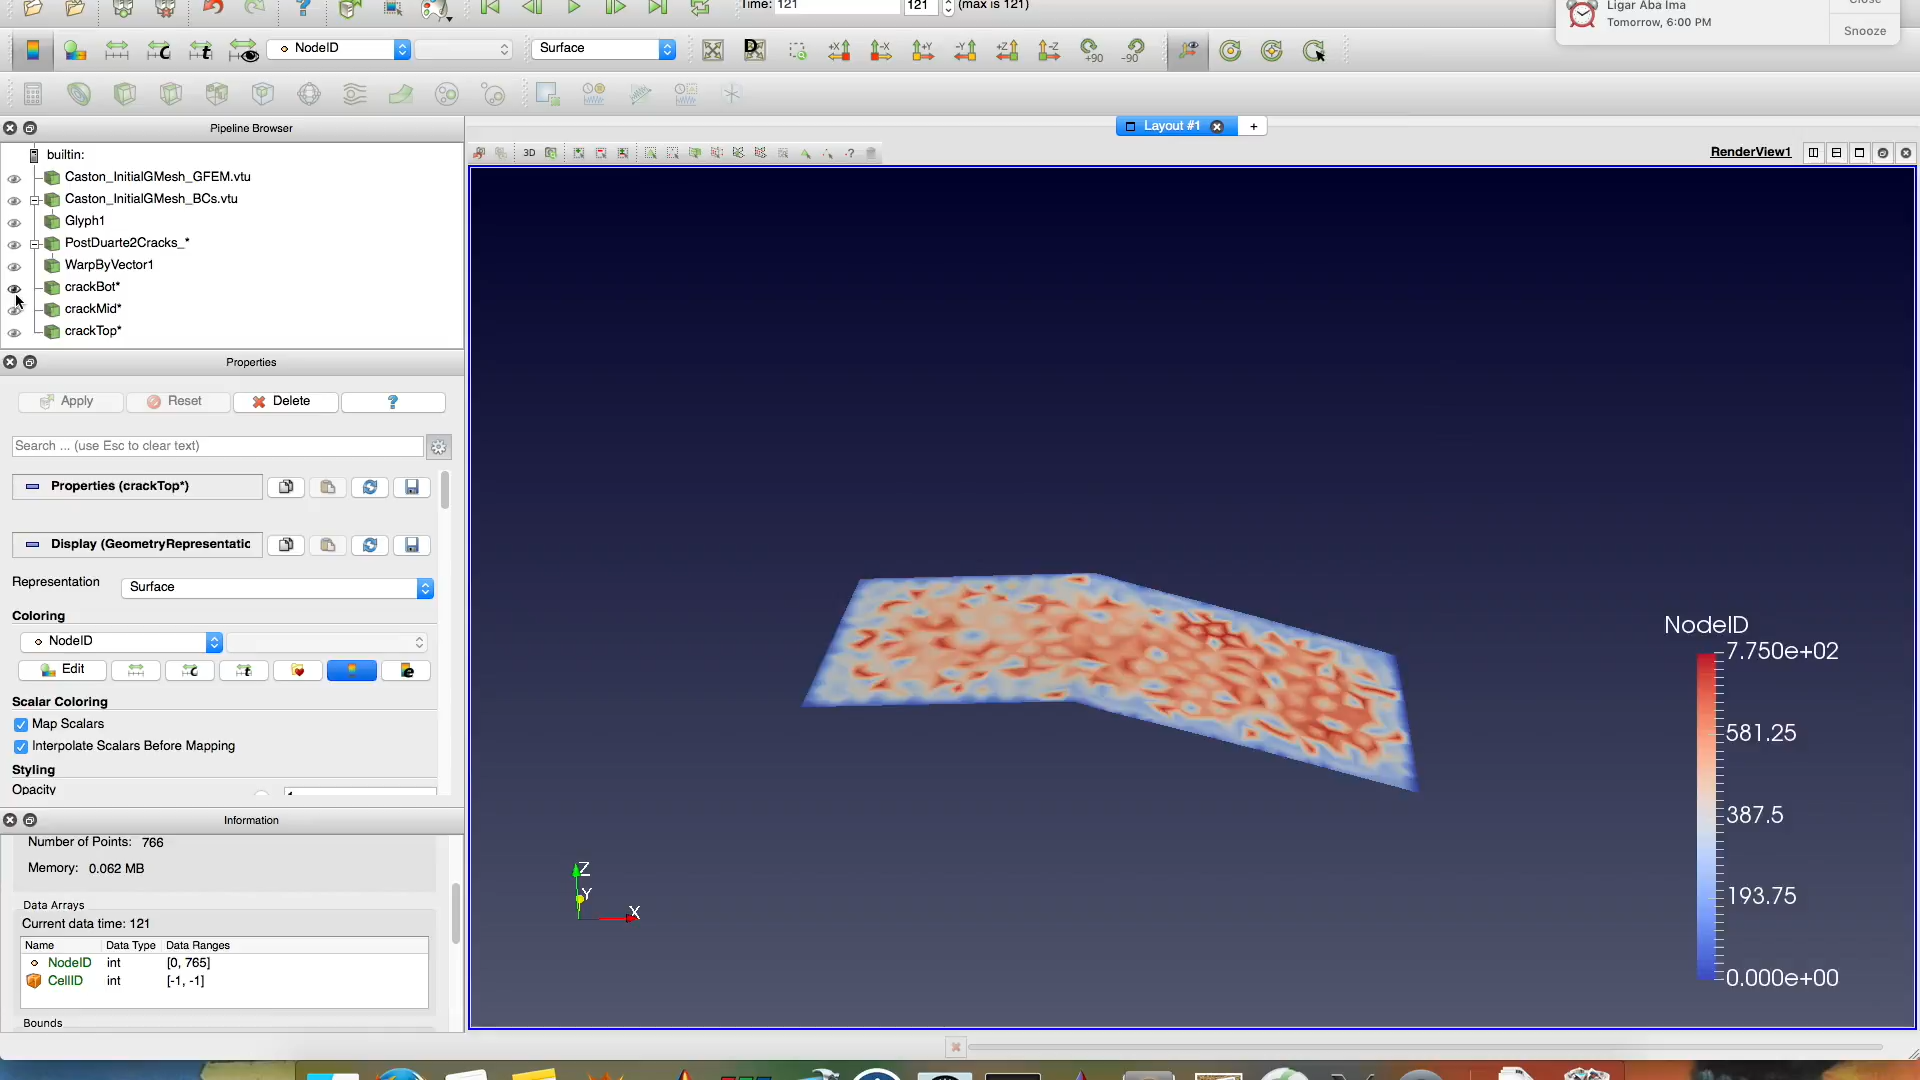 Time: 121 121 (max is 121)
Ligar Aba Ima
Close
Tomorrow, 6:00 PM
Snooze
NodeID
Surface
+X -X +Y -Y +Z -Z +90 -90
Pipeline Browser
Layout #1
+
builtin:
3D
RenderView1
Caston_InitialGMesh_GFEM.vtu
Caston_InitialGMesh_BCs.vtu
Glyph1
PostDuarte2Cracks_*
WarpByVector1
crackBot*
crackMid*
crackTop*
Properties
Apply
Reset
Delete
?
Search ... (use Esc to clear text)
Properties (crackTop*)
Display (GeometryRepresentatic
Representation
Surface
Coloring
NodeID
Edit
Scalar Coloring
Map Scalars
Interpolate Scalars Before Mapping
Styling
Opacity
Information
Number of Points: 766
Memory: 0.062 MB
Data Arrays
Current data time: 121
Name Data Type Data Ranges
NodeID int [0, 765]
CellID int [-1, -1]
Bounds
NodeID
7.750e+02
581.25
387.5
193.75
0.000e+00
Z
Y
X